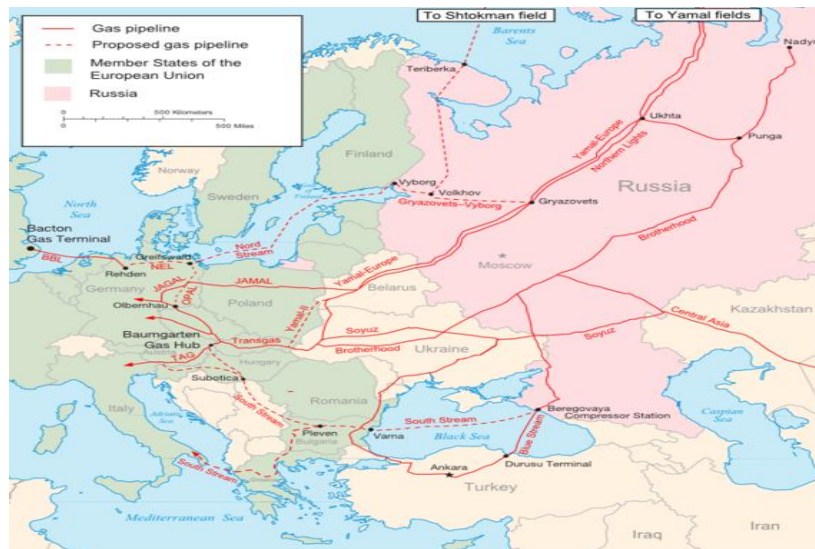 Gas pipeline
Proposed gas pipeline
Member States of the
European Union
Russia
0 500 Kilometers
0 500 Miles
To Shtokman field
To Yamal fields
Barents
Sea
Nadym
Teriberka
Ukhta
Punga
Yamal-Europe
Northern Lights
Finland
Norway
Sweden
Vyborg
Volkhov
Gryazovets
Gryazovets–Vyborg
Russia
Brotherhood
Moscow
North
Sea
Bacton
Gas Terminal
BBL
Greifswald
Nord
Stream
NEL
Rehden
Germany
JAGAL
OPAL
JAMAL
Olbernhau
Poland
Yamal-Europe
Belarus
Yamal-II
Kazakhstan
Central Asia
Soyuz
Soyuz
Baumgarten
Gas Hub
Transgas
Brotherhood
Ukraine
TAG
Austria
Hungary
Subotica
Romania
Italy
Adriatic
Sea
South Stream
Pleven
Bulgaria
Varna
South Stream
Black Sea
Beregovaya
Compressor Station
Blue Stream
Caspian
Sea
Durusu Terminal
Ankara
Turkey
South Stream
Mediterranean Sea
Iraq
Iran